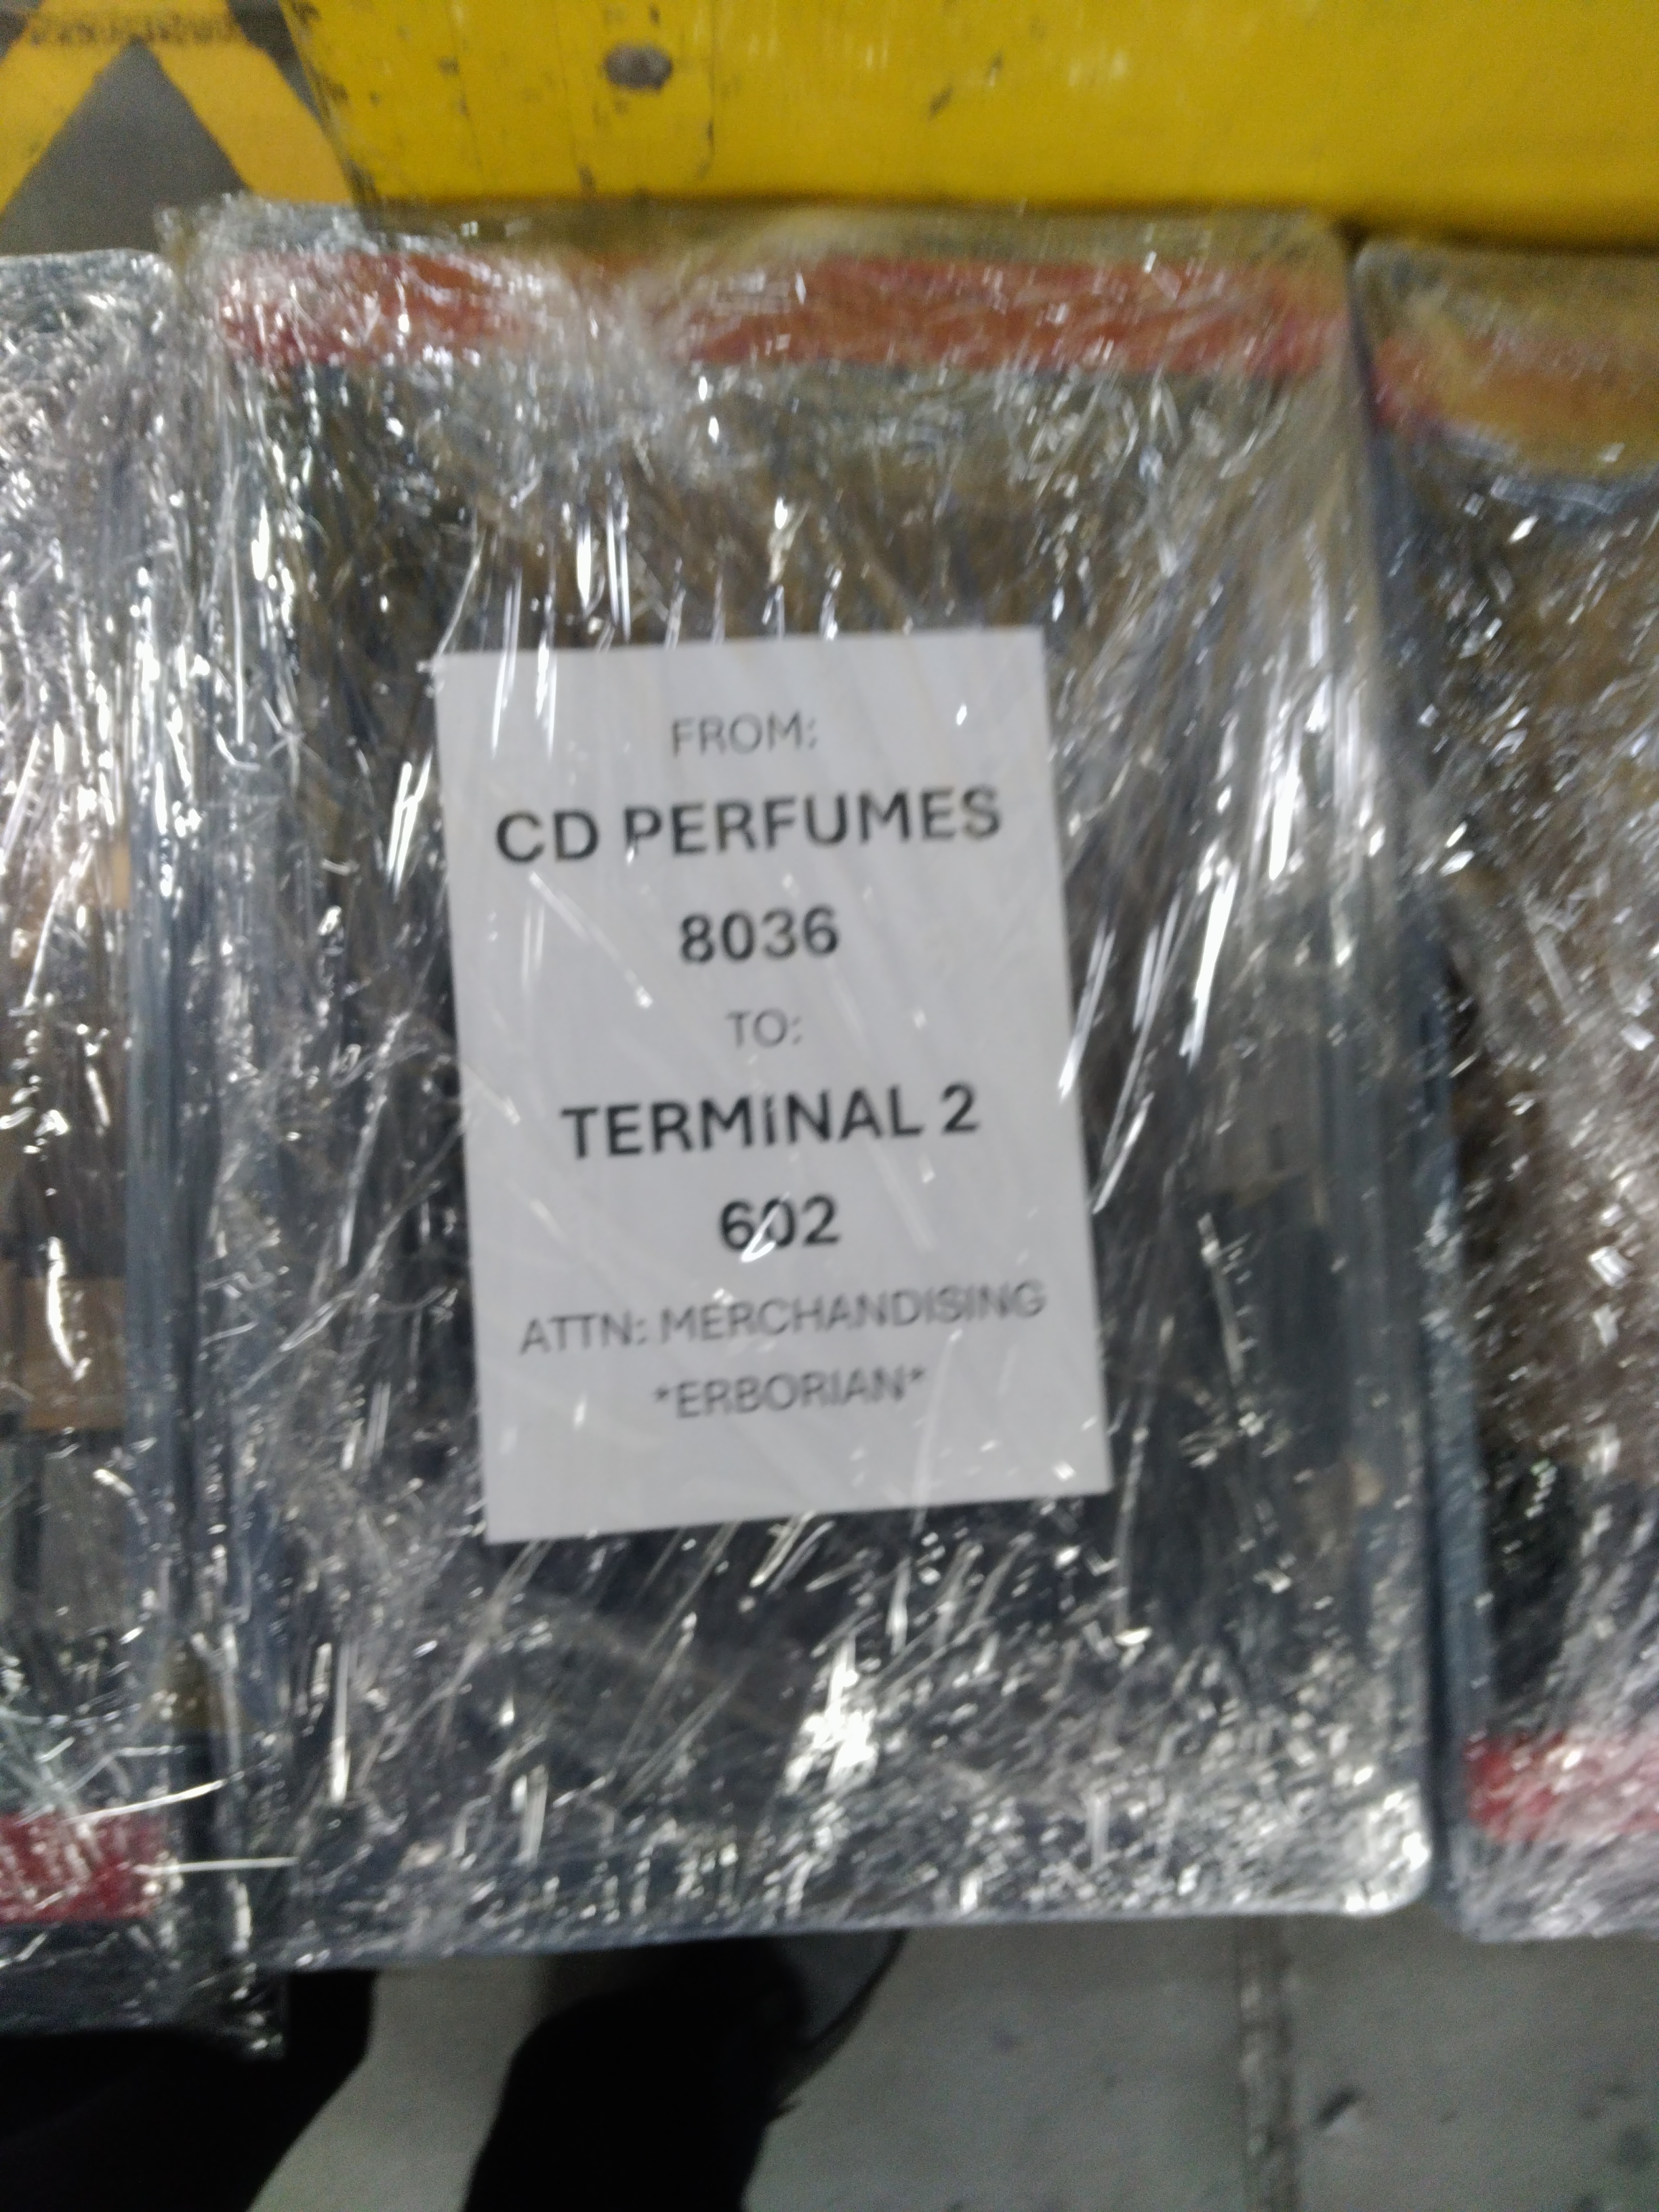 FROM:
CD PERFUMES
8036
TO:
TERMINAL 2
602
ATTN: MERCHANDISING
*ERBORIAN*